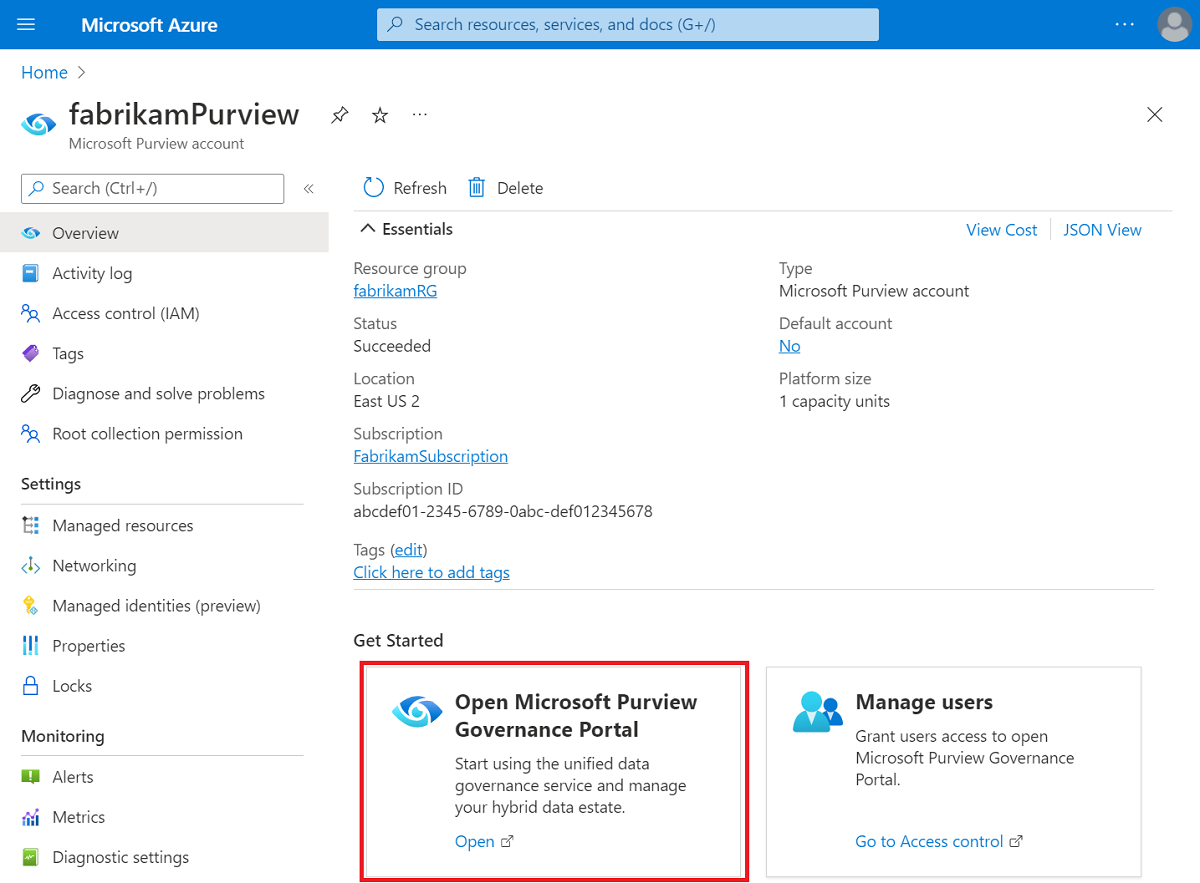 Microsoft Azure
Search resources, services, and docs (G+/)
Home
fabrikamPurview
Microsoft Purview account
Search (Ctrl+/)
Overview
Activity log
Access control (IAM)
Tags
Diagnose and solve problems
Root collection permission
Settings
Managed resources
Networking
Managed identities (preview)
Properties
Locks
Monitoring
Alerts
Metrics
Diagnostic settings
Refresh
Delete
Essentials
View Cost
JSON View
Resource group
fabrikamRG
Status
Succeeded
Location
East US 2
Subscription
FabrikamSubscription
Subscription ID
abcdef01-2345-6789-0abc-def012345678
Tags (edit)
Click here to add tags
Type
Microsoft Purview account
Default account
No
Platform size
1 capacity units
Get Started
Open Microsoft Purview
Governance Portal
Start using the unified data
governance service and manage
your hybrid data estate.
Open
Manage users
Grant users access to open
Microsoft Purview Governance
Portal.
Go to Access control